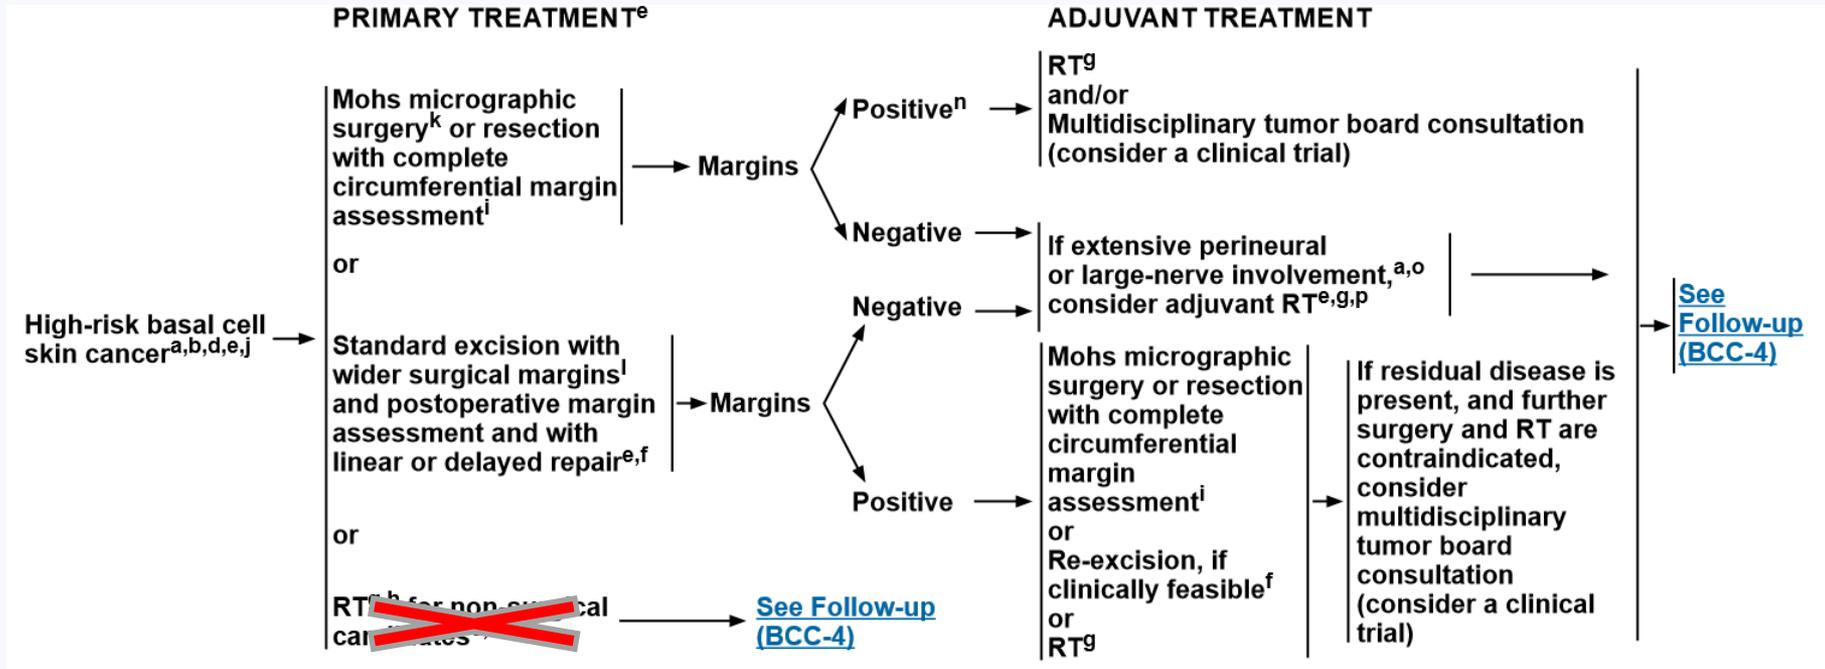 PRIMARY TREATMENTᵉ
ADJUVANT TREATMENT
High-risk basal cell
skin cancerᵃ,ᵇ,ᵈ,ᵉ,ʲ
Mohs micrographic
surgeryᵏ or resection
with complete
circumferential margin
assessmentⁱ
or
Standard excision with
wider surgical marginsˡ
and postoperative margin
assessment and with
linear or delayed repairᵉ,ᶠ
or
RT for non-surgical
Margins
Positiveⁿ
Negative
Margins
Negative
Positive
See Follow-up
(BCC-4)
RTᵍ
and/or
Multidisciplinary tumor board consultation
(consider a clinical trial)
If extensive perineural
or large-nerve involvement,ᵃ,ᵒ
consider adjuvant RTᵉ,ᵍ,ᵖ
Mohs micrographic
surgery or resection
with complete
circumferential
margin
assessmentⁱ
or
Re-excision, if
clinically feasibleᶠ
or
RTᵍ
If residual disease is
present, and further
surgery and RT are
contraindicated,
consider
multidisciplinary
tumor board
consultation
(consider a clinical
trial)
See
Follow-up
(BCC-4)